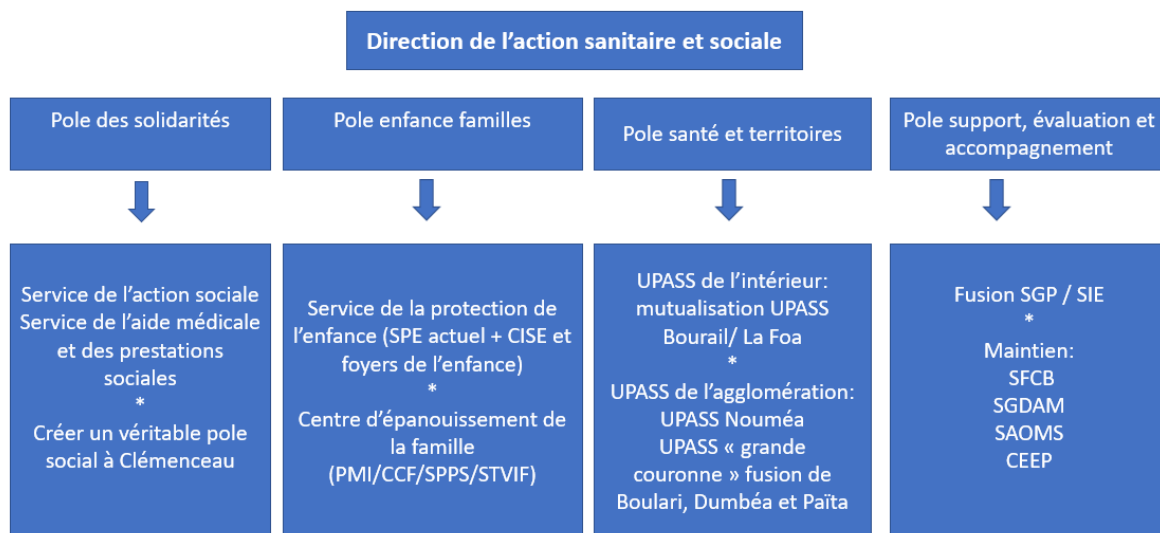 Direction de l’action sanitaire et sociale
Pole des solidarités
Pole enfance familles
Pole santé et territoires
Pole support, évaluation et
accompagnement
Service de l’action sociale
Service de l’aide médicale
et des prestations
sociales
*
Créer un véritable pole
social à Clémenceau
Service de la protection de
l’enfance (SPE actuel + CISE et
foyers de l’enfance)
*
Centre d’épanouissement de
la famille
(PMI/CCF/SPPS/STVIF)
UPASS de l’intérieur:
mutualisation UPASS
Bourail/ La Foa
*
UPASS de l’agglomération:
UPASS Nouméa
UPASS « grande
couronne » fusion de
Boulari, Dumbéa et Païta
Fusion SGP / SIE
*
Maintien:
SFCB
SGDAM
SAOMS
CEEP